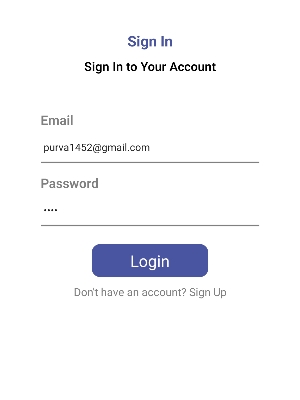 Sign In
Sign In to Your Account
Email
purva1452@gmail.com
Password
••••
Login
Don't have an account? Sign Up